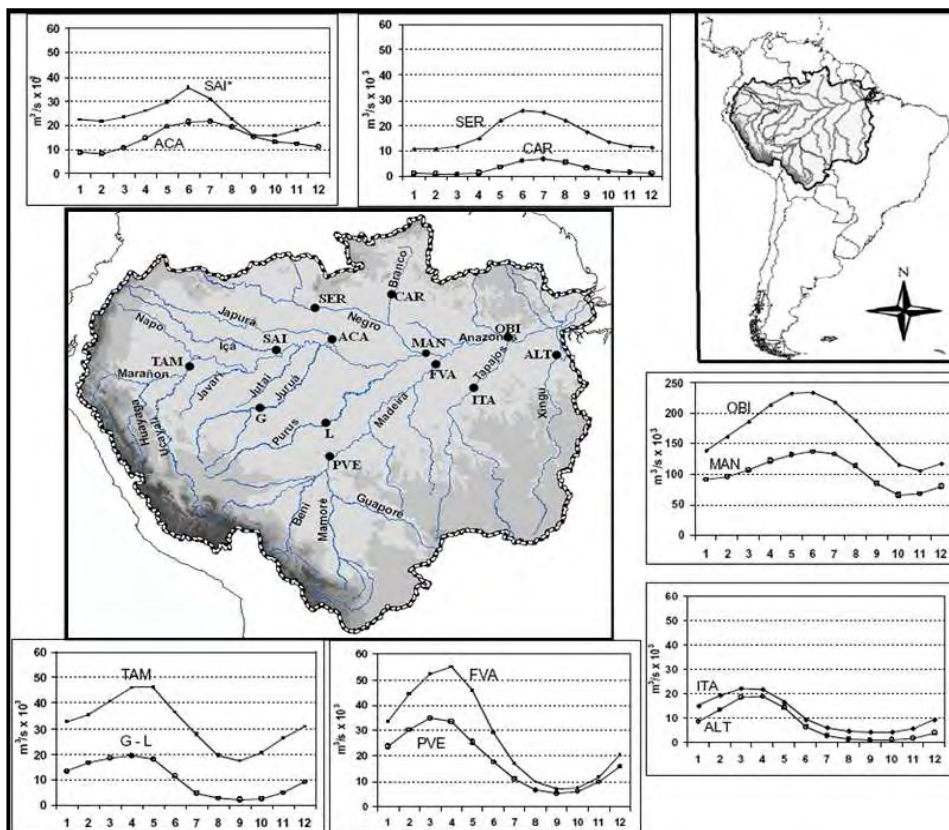 60
50
40
30
20
10
0
m³/s x 10³
SAI*
ACA
1 2 3 4 5 6 7 8 9 10 11 12
60
50
40
30
20
10
0
m³/s x 10³
SER
CAR
1 2 3 4 5 6 7 8 9 10 11 12
N
Branco
SER
CAR
Negro
Japurá
Napo
Içá
SAI
ACA
MAN
OBI
Amazonas
ALT
TAM
FVA
Tapajos
Marañon
Javari
Jutaí
Juruá
ITA
Xingu
Huayaga
Ucayali
G
Purus
L
Madeira
PVE
Beni
Mamoré
Guaporé
250
200
150
100
50
0
m³/s x 10³
OBI
MAN
1 2 3 4 5 6 7 8 9 10 11 12
60
50
40
30
20
10
0
m³/s x 10³
ITA
ALT
1 2 3 4 5 6 7 8 9 10 11 12
60
50
40
30
20
10
0
m³/s x 10³
TAM
G - L
1 2 3 4 5 6 7 8 9 10 11 12
60
50
40
30
20
10
0
m³/s x 10³
FVA
PVE
1 2 3 4 5 6 7 8 9 10 11 12